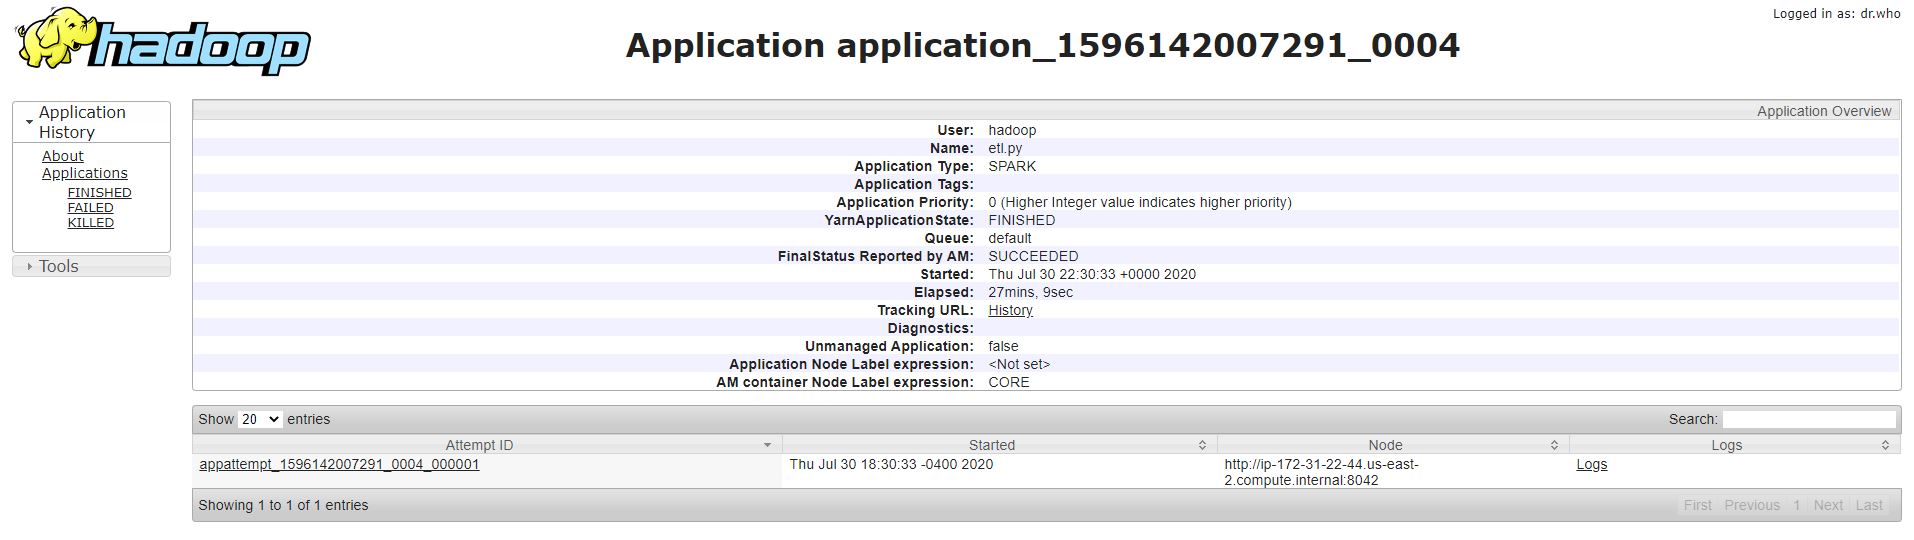 Logged in as: dr.who
hadoop
Application application_1596142007291_0004
Application
History
About
Applications
FINISHED
FAILED
KILLED
Tools
Application Overview
User: hadoop
Name: etl.py
Application Type: SPARK
Application Tags:
Application Priority: 0 (Higher Integer value indicates higher priority)
YarnApplicationState: FINISHED
Queue: default
FinalStatus Reported by AM: SUCCEEDED
Started: Thu Jul 30 22:30:33 +0000 2020
Elapsed: 27mins, 9sec
Tracking URL: History
Diagnostics:
Unmanaged Application: false
Application Node Label expression: <Not set>
AM container Node Label expression: CORE
Show 20 entries Search:
Attempt ID Started Node Logs
appattempt_1596142007291_0004_000001 Thu Jul 30 18:30:33 -0400 2020 http://ip-172-31-22-44.us-east- Logs
2.compute.internal:8042
Showing 1 to 1 of 1 entries First Previous 1 Next Last